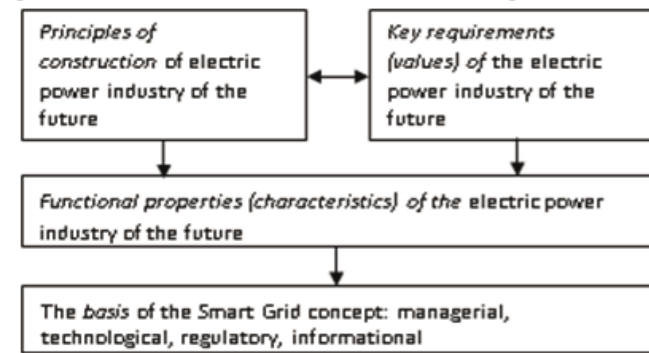 Principles of
construction of electric
power industry of the
future
Key requirements
(values) of the electric
power industry of the
future
Functional properties (characteristics) of the electric power
industry of the future
The basis of the Smart Grid concept: managerial,
technological, regulatory, informational